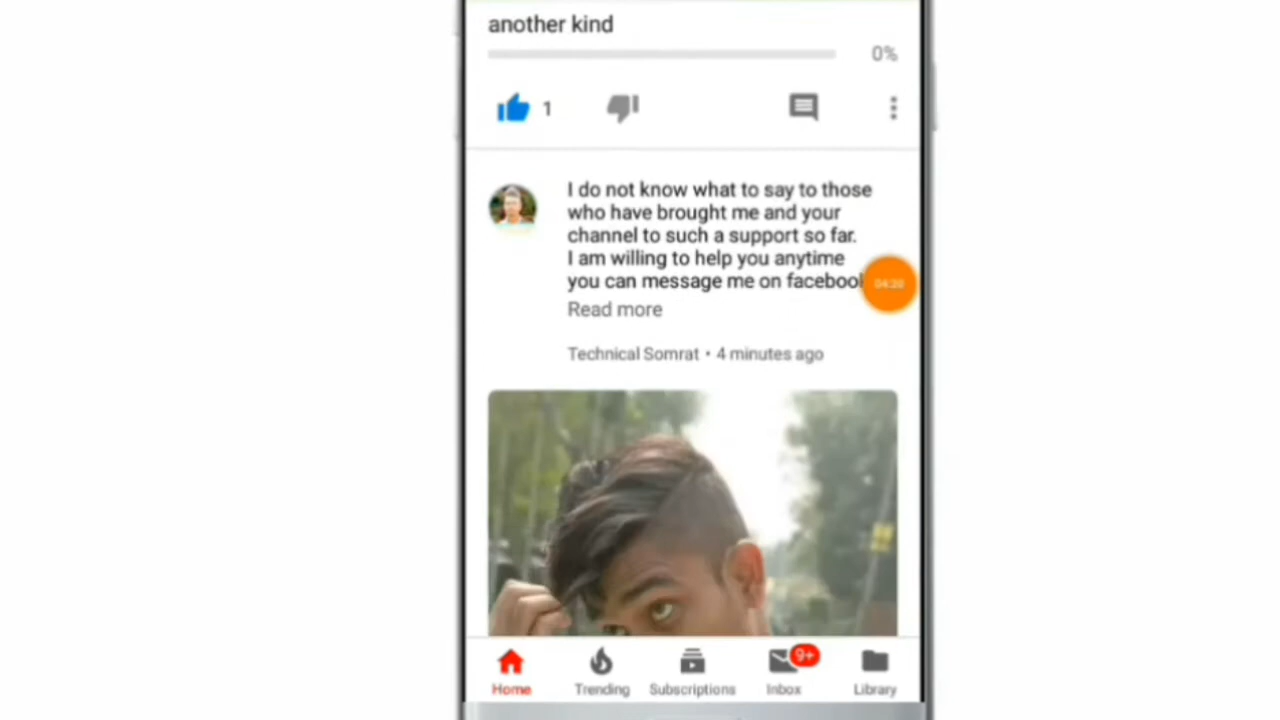 another kind
0%
1
I do not know what to say to those
who have brought me and your
channel to such a support so far.
I am willing to help you anytime
you can message me on facebook
Read more
Technical Somrat • 4 minutes ago
9+
Home Trending Subscriptions Inbox Library